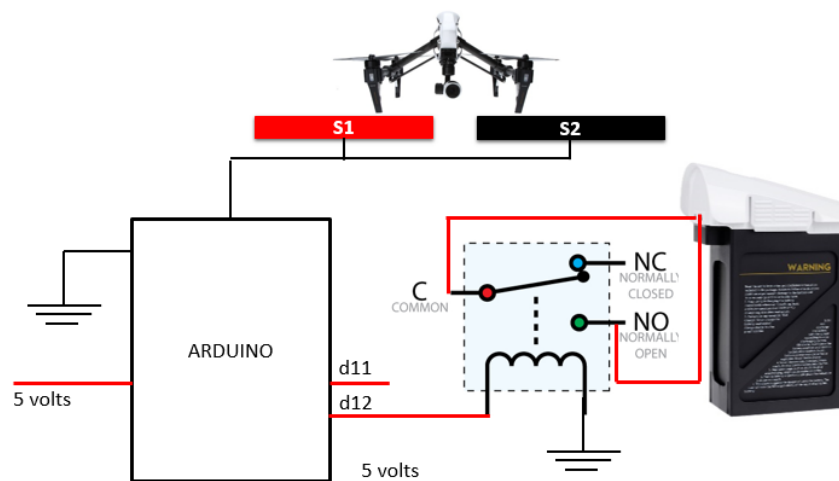 S1
S2
WARNING
NC
NORMALLY
CLOSED
C
COMMON
NO
NORMALLY
OPEN
ARDUINO
d11
5 volts
d12
5 volts